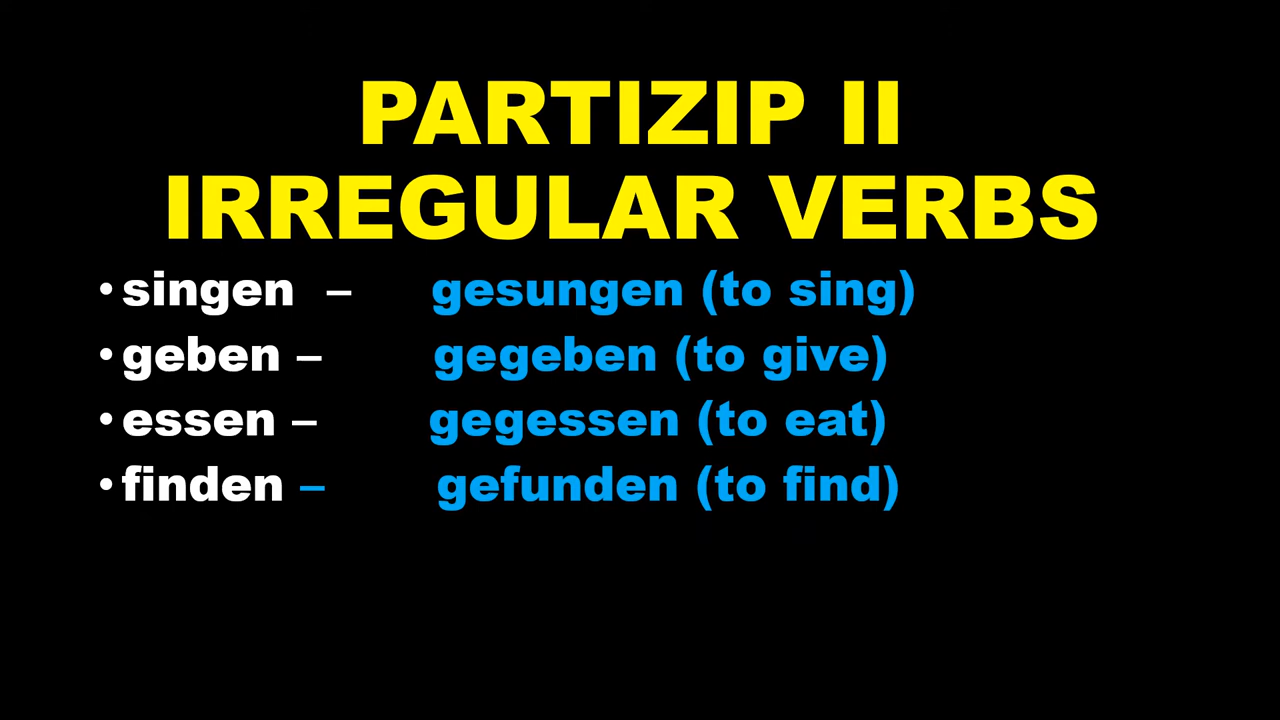 PARTIZIP II
IRREGULAR VERBS
• singen – gesungen (to sing)
• geben – gegeben (to give)
• essen – gegessen (to eat)
• finden – gefunden (to find)